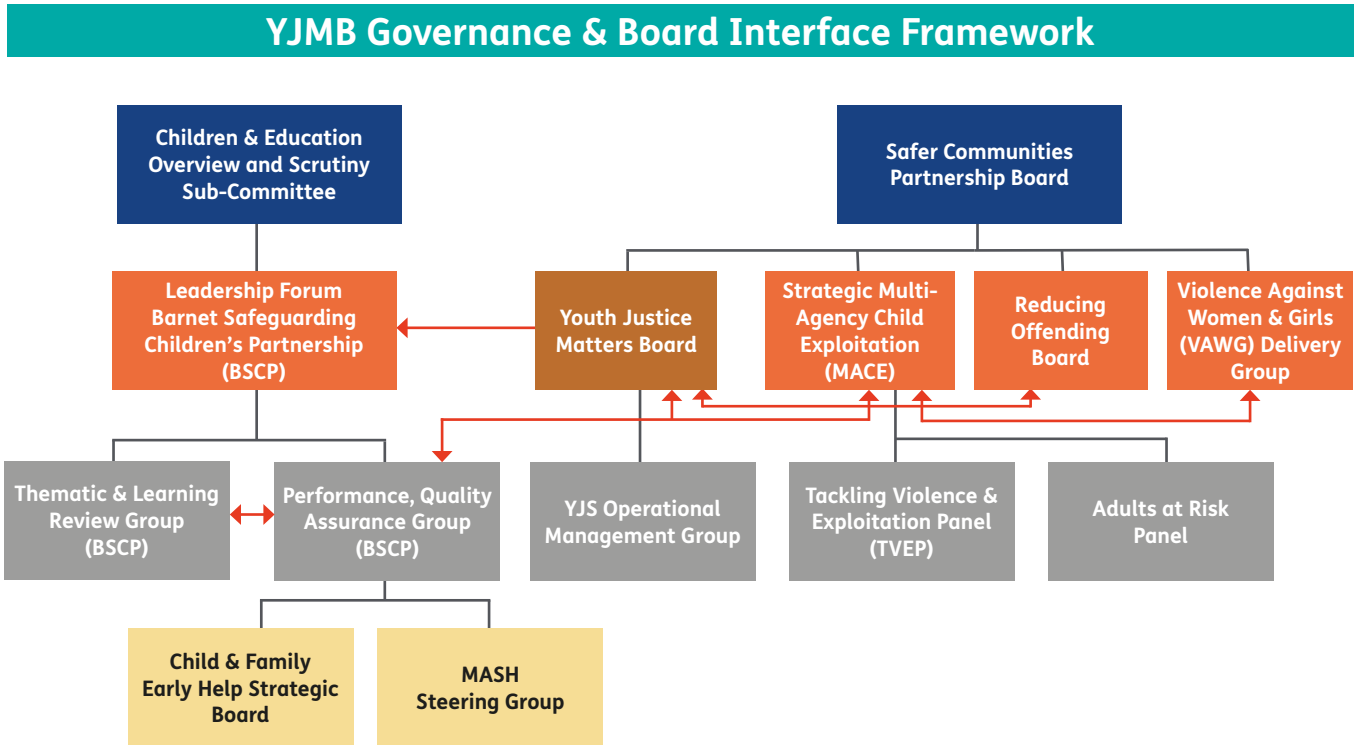 YJMB Governance & Board Interface Framework
Children & Education
Overview and Scrutiny
Sub-Committee
Safer Communities
Partnership Board
Leadership Forum
Barnet Safeguarding
Children’s Partnership
(BSCP)
Youth Justice
Matters Board
Strategic Multi-
Agency Child
Exploitation
(MACE)
Reducing
Offending
Board
Violence Against
Women & Girls
(VAWG) Delivery
Group
Thematic & Learning
Review Group
(BSCP)
Performance, Quality
Assurance Group
(BSCP)
YJS Operational
Management Group
Tackling Violence &
Exploitation Panel
(TVEP)
Adults at Risk
Panel
Child & Family
Early Help Strategic
Board
MASH
Steering Group